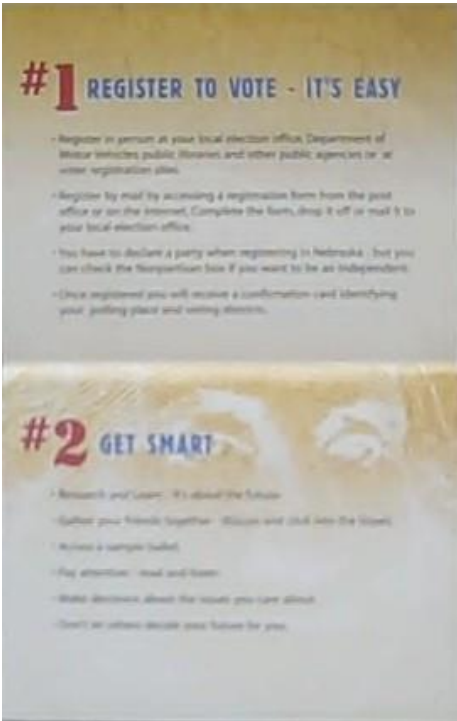 #1 REGISTER TO VOTE - IT'S EASY
• Register in person at your local election office, Department of
Motor Vehicles, public libraries and other public agencies or at
voter registration sites.
• Register by mail by accessing a registration form from the post
office or on the internet. Complete the form, drop it off or mail it to
your local election office.
• You have to declare a party when registering in Nebraska - but you
can check the Nonpartisan box if you want to be an Independent.
• Once registered you will receive a confirmation card identifying
your polling place and voting districts.
#2 GET SMART
• Research and Learn - it's about the future
• Gather your friends together - discuss and click into the issues
• Access a sample ballot
• Pay attention - read and listen
• Make decisions about the issues you care about
• Don't let others decide your future for you.